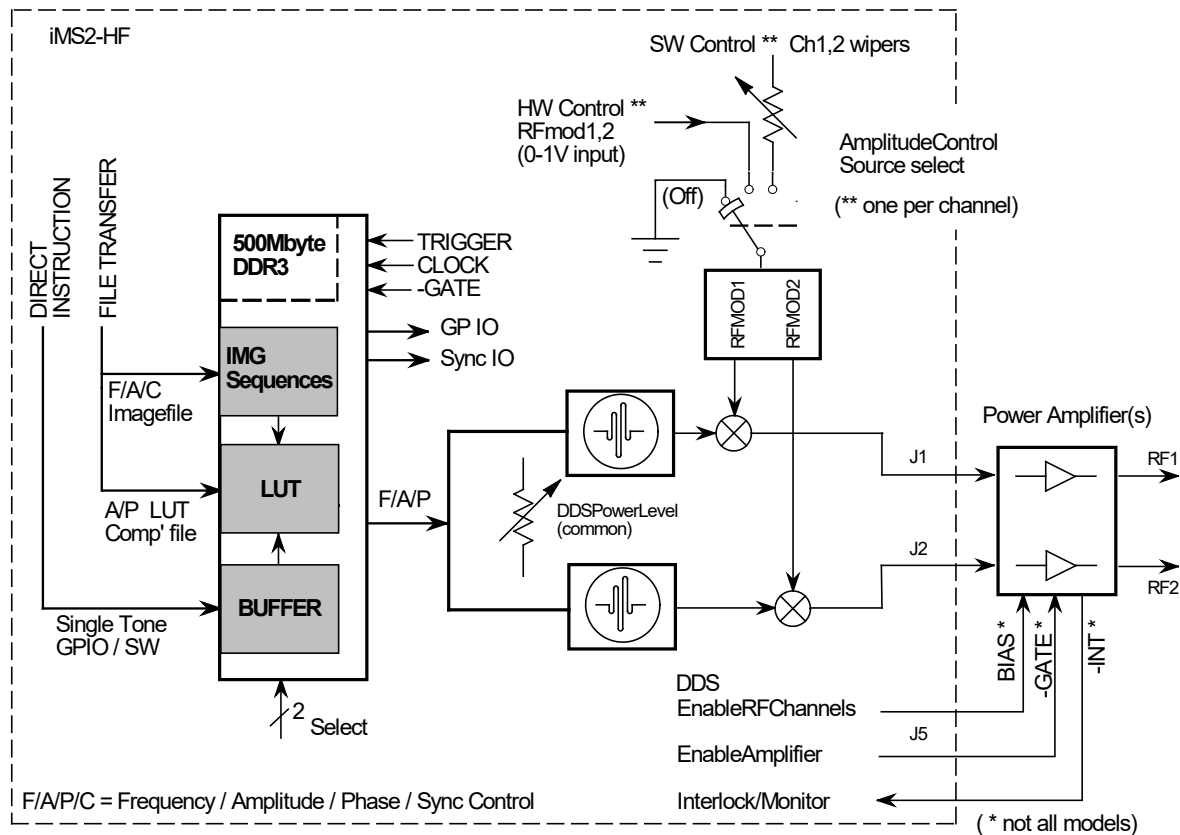 iMS2-HF
SW Control ** Ch1,2 wipers
HW Control **
RFmod1,2
(0-1V input)
AmplitudeControl
Source select
(** one per channel)
(Off)
DIRECT
INSTRUCTION
FILE TRANSFER
500Mbyte
DDR3
TRIGGER
CLOCK
-GATE
GP IO
Sync IO
RFMOD1
RFMOD2
IMG
Sequences
F/A/C
Imagefile
LUT
A/P LUT
Comp' file
F/A/P
DDSPowerLevel
(common)
BUFFER
Single Tone
GPIO / SW
2
Select
Power Amplifier(s)
J1
RF1
J2
RF2
BIAS *
-GATE *
-INT *
DDS
EnableRFChannels
J5
EnableAmplifier
Interlock/Monitor
F/A/P/C = Frequency / Amplitude / Phase / Sync Control
( * not all models)